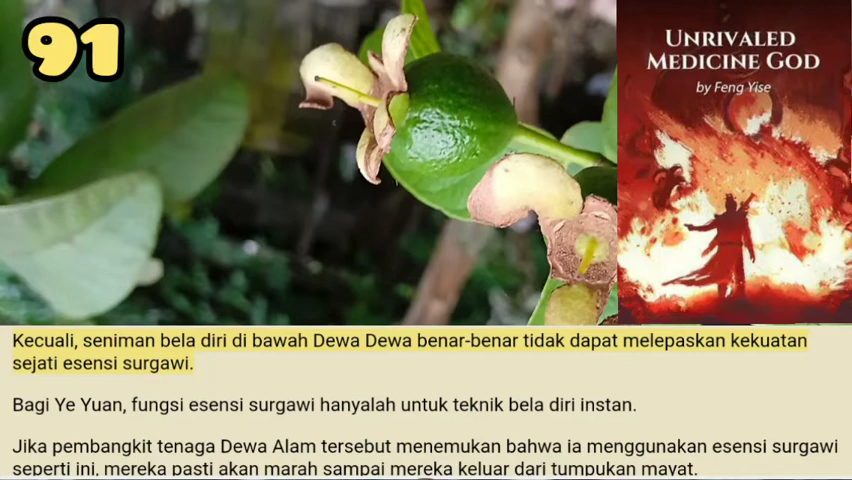 91
UNRIVALED
MEDICINE GOD
by Feng Yise
Kecuali, seniman bela diri di bawah Dewa Dewa benar-benar tidak dapat melepaskan kekuatan
sejati esensi surgawi.
Bagi Ye Yuan, fungsi esensi surgawi hanyalah untuk teknik bela diri instan.
Jika pembangkit tenaga Dewa Alam tersebut menemukan bahwa ia menggunakan esensi surgawi
seperti ini, mereka pasti akan marah sampai mereka keluar dari tumpukan mayat.